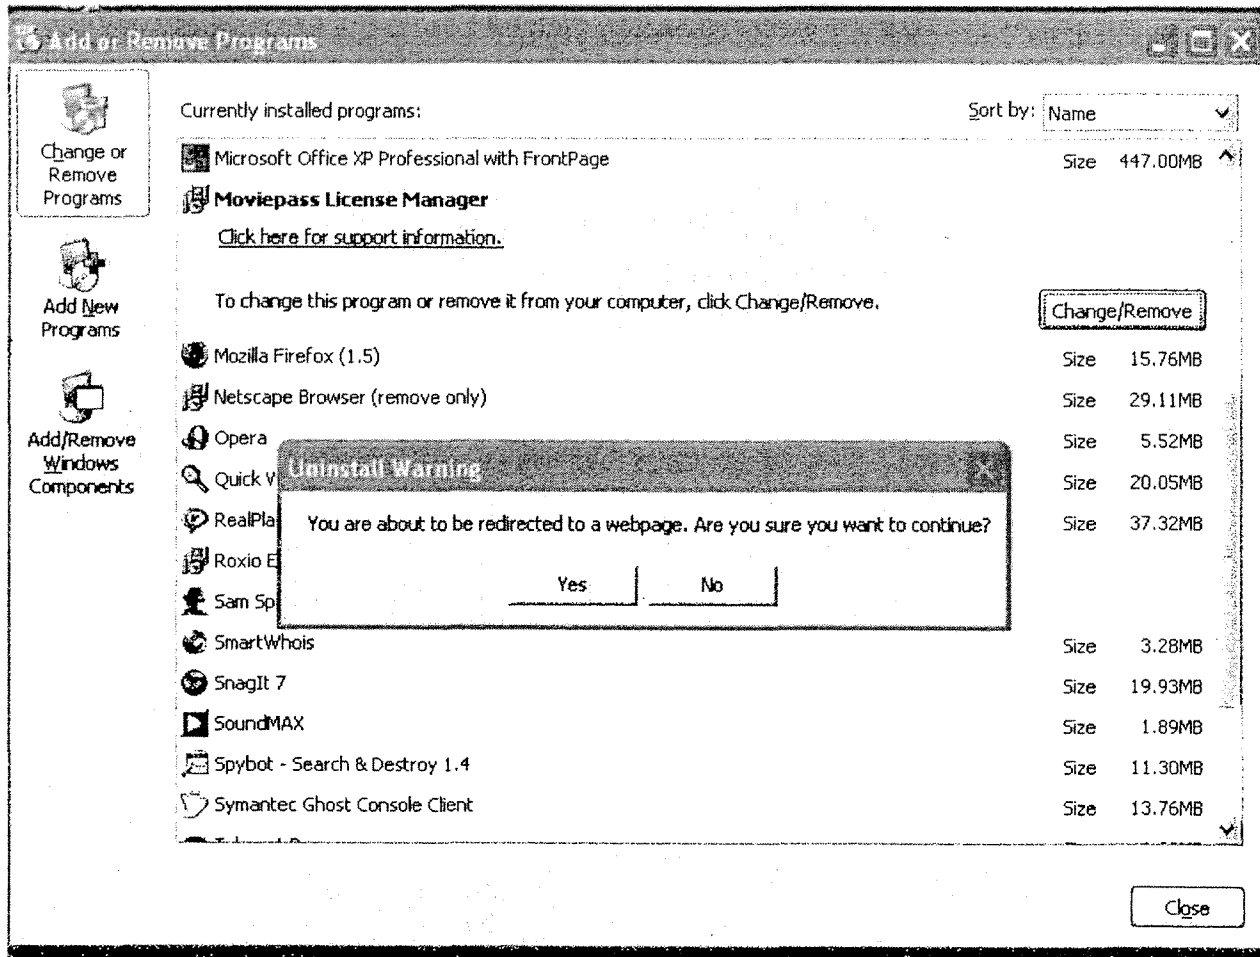 Add or Remove Programs
Change or
Remove
Programs
Add New
Programs
Add/Remove
Windows
Components
Currently installed programs:
Sort by: Name
Microsoft Office XP Professional with FrontPage Size 447.00MB
Moviepass License Manager
Click here for support information.
To change this program or remove it from your computer, click Change/Remove.
Change/Remove
Mozilla Firefox (1.5) Size 15.76MB
Netscape Browser (remove only) Size 29.11MB
Opera Size 5.52MB
Quick Size 20.05MB
RealPla Size 37.32MB
Roxio E
Sam Sp
Uninstall Warning
You are about to be redirected to a webpage. Are you sure you want to continue?
Yes No
SmartWhois Size 3.28MB
SnagIt 7 Size 19.93MB
SoundMAX Size 1.89MB
Spybot - Search & Destroy 1.4 Size 11.30MB
Symantec Ghost Console Client Size 13.76MB
Close